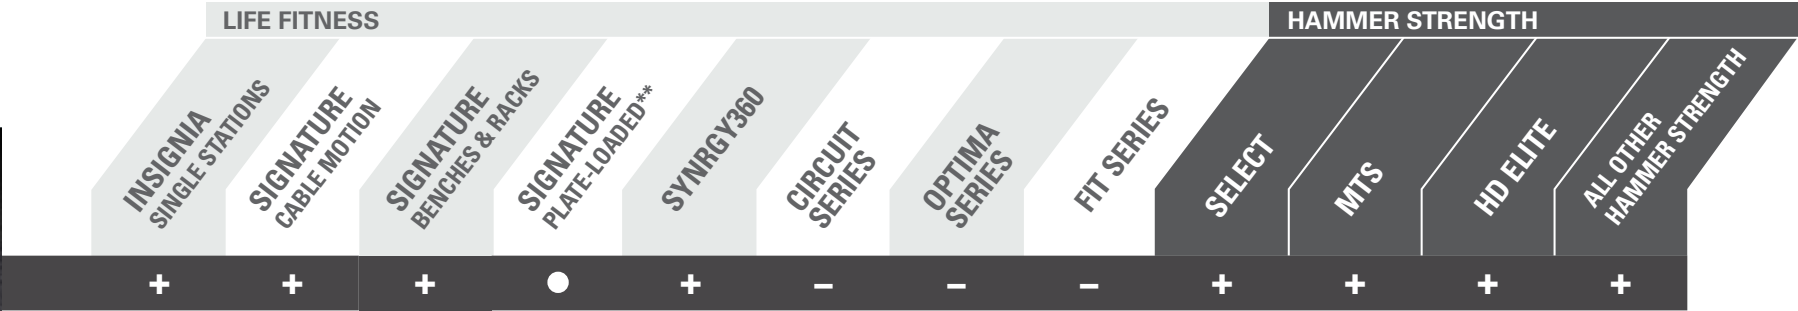 LIFE FITNESS
HAMMER STRENGTH
INSIGNIA
SINGLE STATIONS
SIGNATURE
CABLE MOTION
SIGNATURE
BENCHES & RACKS
SIGNATURE
PLATE-LOADED**
SYNRGY360
CIRCUIT
SERIES
OPTIMA
SERIES
FIT SERIES
SELECT
MTS
HD ELITE
ALL OTHER
HAMMER STRENGTH
+ + + ● + – – – + + + +